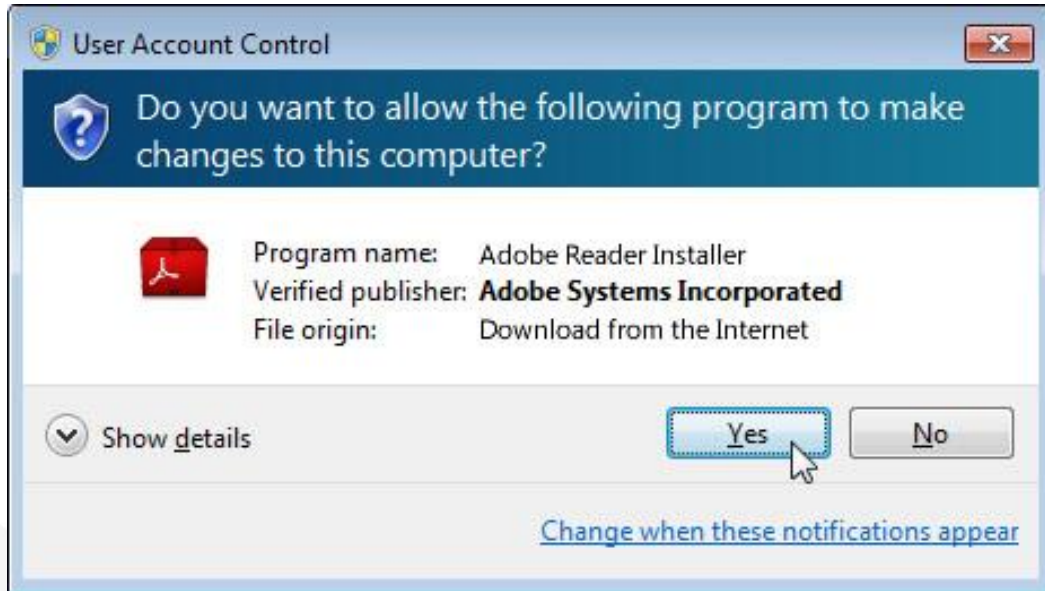 User Account Control
Do you want to allow the following program to make
changes to this computer?
Program name: Adobe Reader Installer
Verified publisher: Adobe Systems Incorporated
File origin: Download from the Internet
Show details
Yes
No
Change when these notifications appear